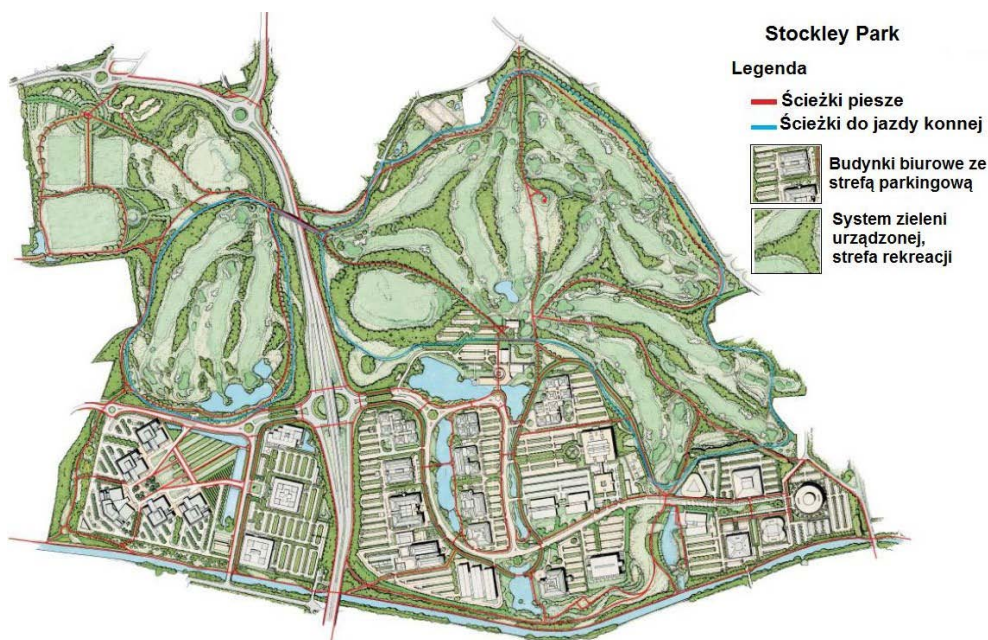 Stockley Park
Legenda
Ścieżki piesze
Ścieżki do jazdy konnej
Budynki biurowe ze
strefą parkingową
System zieleni
urządzonej,
strefa rekreacji